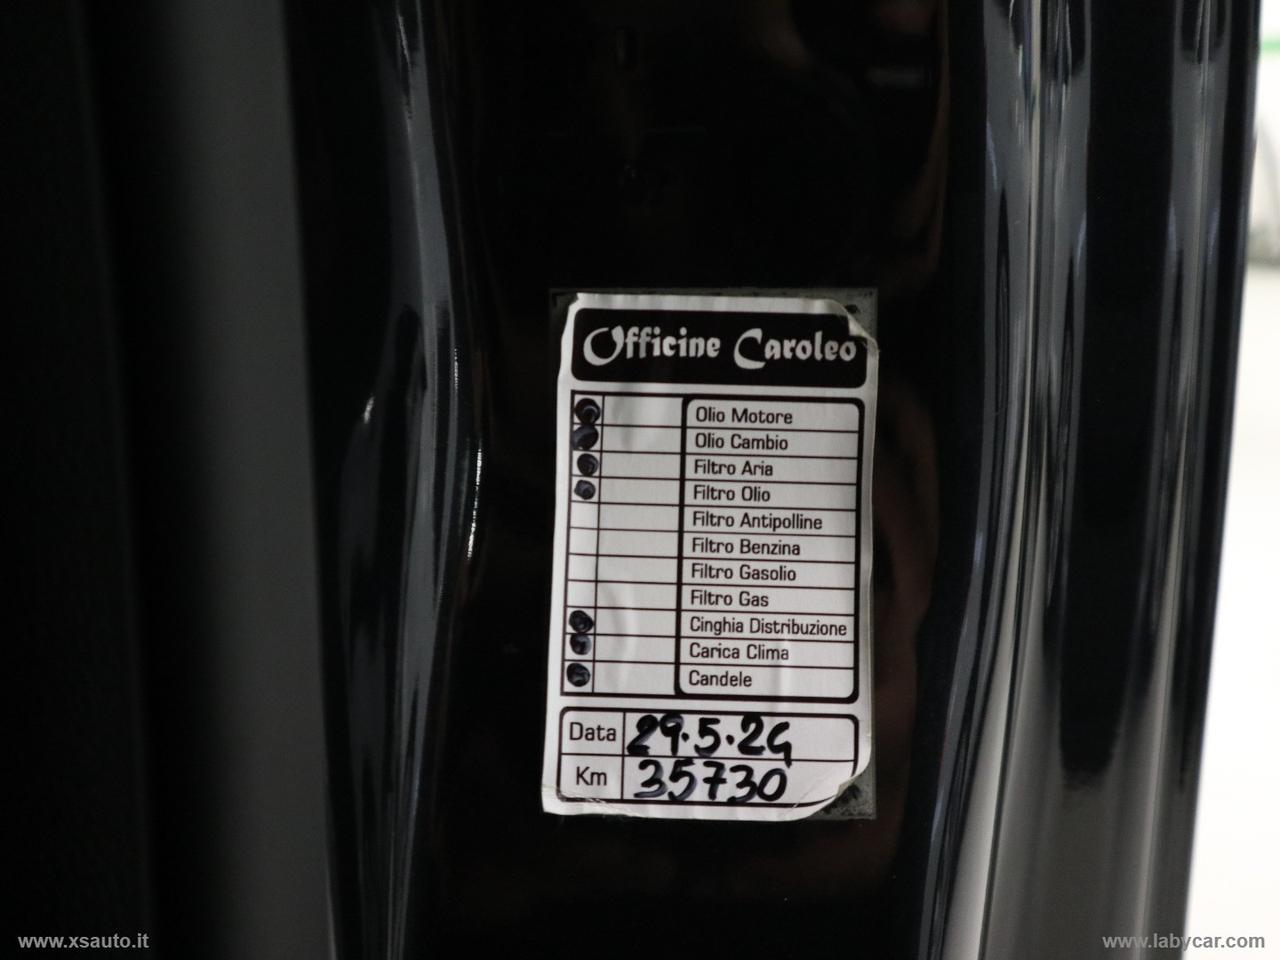 Officine Caroleo
Olio Motore
Olio Cambio
Filtro Aria
Filtro Olio
Filtro Antipolline
Filtro Benzina
Filtro Gasolio
Filtro Gas
Cinghia Distribuzione
Carica Clima
Candele
Data 29.5.24
Km 35730
www.xsauto.it
www.labycar.com